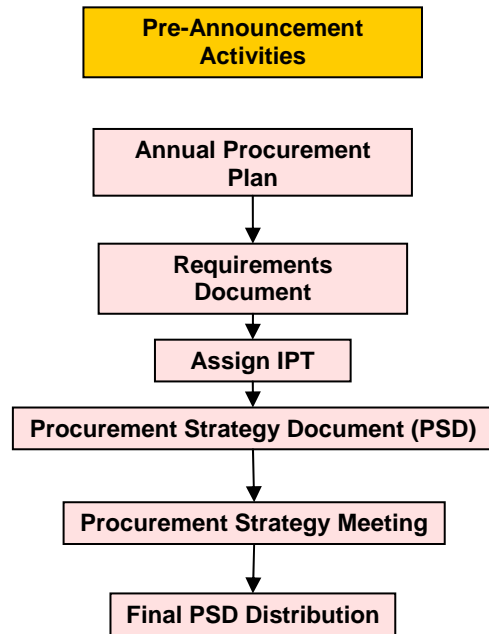 Pre-Announcement
Activities
Annual Procurement
Plan
Requirements
Document
Assign IPT
Procurement Strategy Document (PSD)
Procurement Strategy Meeting
Final PSD Distribution